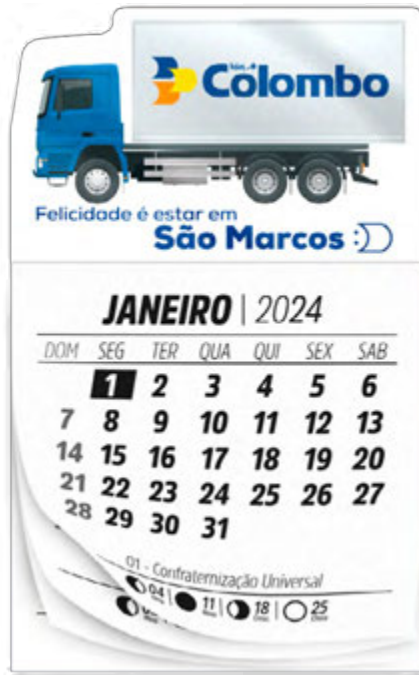 Colombo
Felicidade é estar em
São Marcos :)
JANEIRO | 2024
DOM SEG TER QUA QUI SEX SAB
1 2 3 4 5 6
7 8 9 10 11 12 13
14 15 16 17 18 19 20
21 22 23 24 25 26 27
28 29 30 31
01 - Confraternização Universal
04 11 18 25